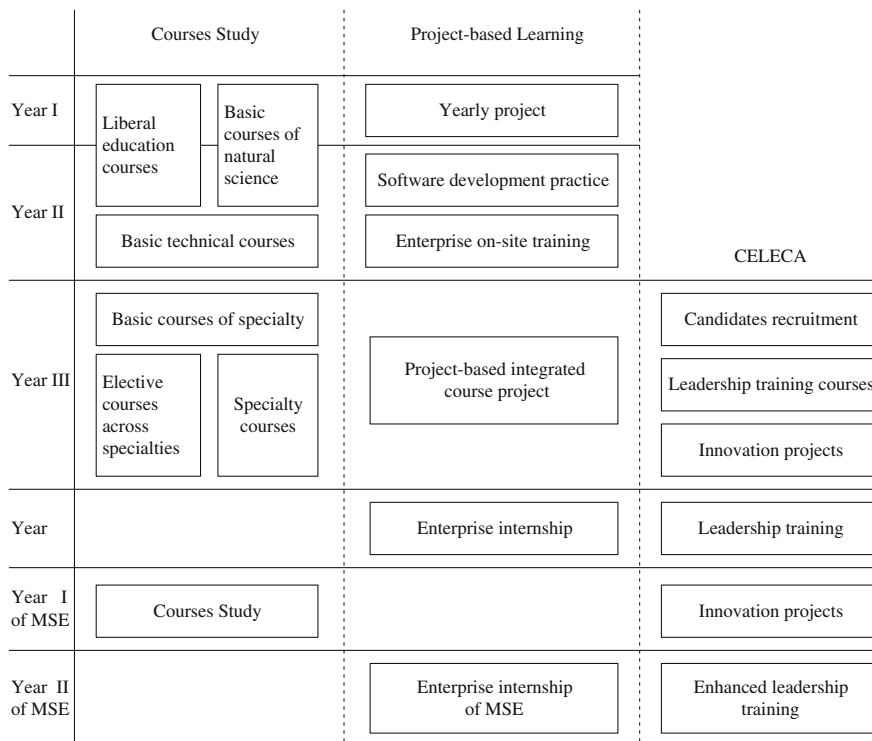 Courses Study
Project-based Learning
Year I
Liberal
education
courses
Basic
courses of
natural
science
Yearly project
Year II
Software development practice
Basic technical courses
Enterprise on-site training
CELECA
Year III
Basic courses of specialty
Elective
courses
across
specialties
Specialty
courses
Project-based integrated
course project
Candidates recruitment
Leadership training courses
Innovation projects
Year
Enterprise internship
Leadership training
Year I
of MSE
Courses Study
Innovation projects
Year II
of MSE
Enterprise internship
of MSE
Enhanced leadership
training